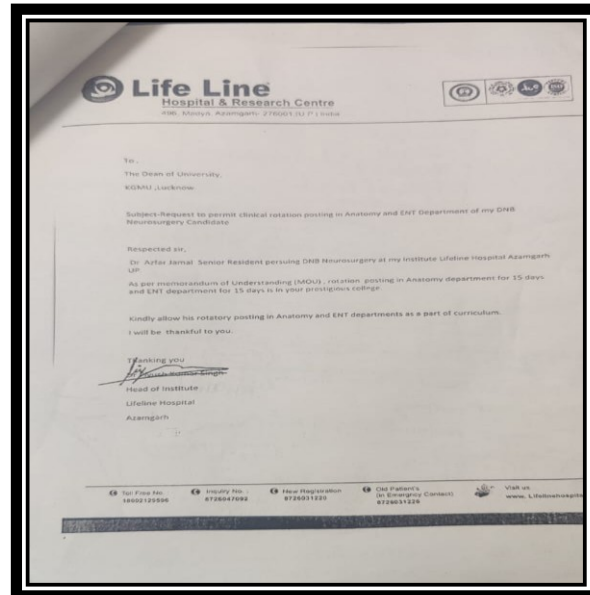 Life Line
Hospital & Research Centre
To,
The Dean of University,
KGMU ,Lucknow.
Subject-Request to permit clinical rotation posting in Anatomy and ENT Department of my DNB
Neurosurgery Candidate
Respected sir,
Dr. Azfar Jamal Senior Resident persuing DNB Neurosurgery at my institute Lifeline Hospital Azamgarh
UP.
As per memorandum of Understanding (MOU) , rotation posting in Anatomy department for 15 days
and ENT department for 15 days is in your prestigious college.
Kindly allow his rotatory posting in Anatomy and ENT departments as a part of curriculum.
I will be thankful to you.
Thanking you
Kumar Singh
Head of Institute
Lifeline Hospital
Azamgarh
Toll Free No.
Inquiry No.
New Registration
Old Patient's
(In Emergency Contact)
Visit us